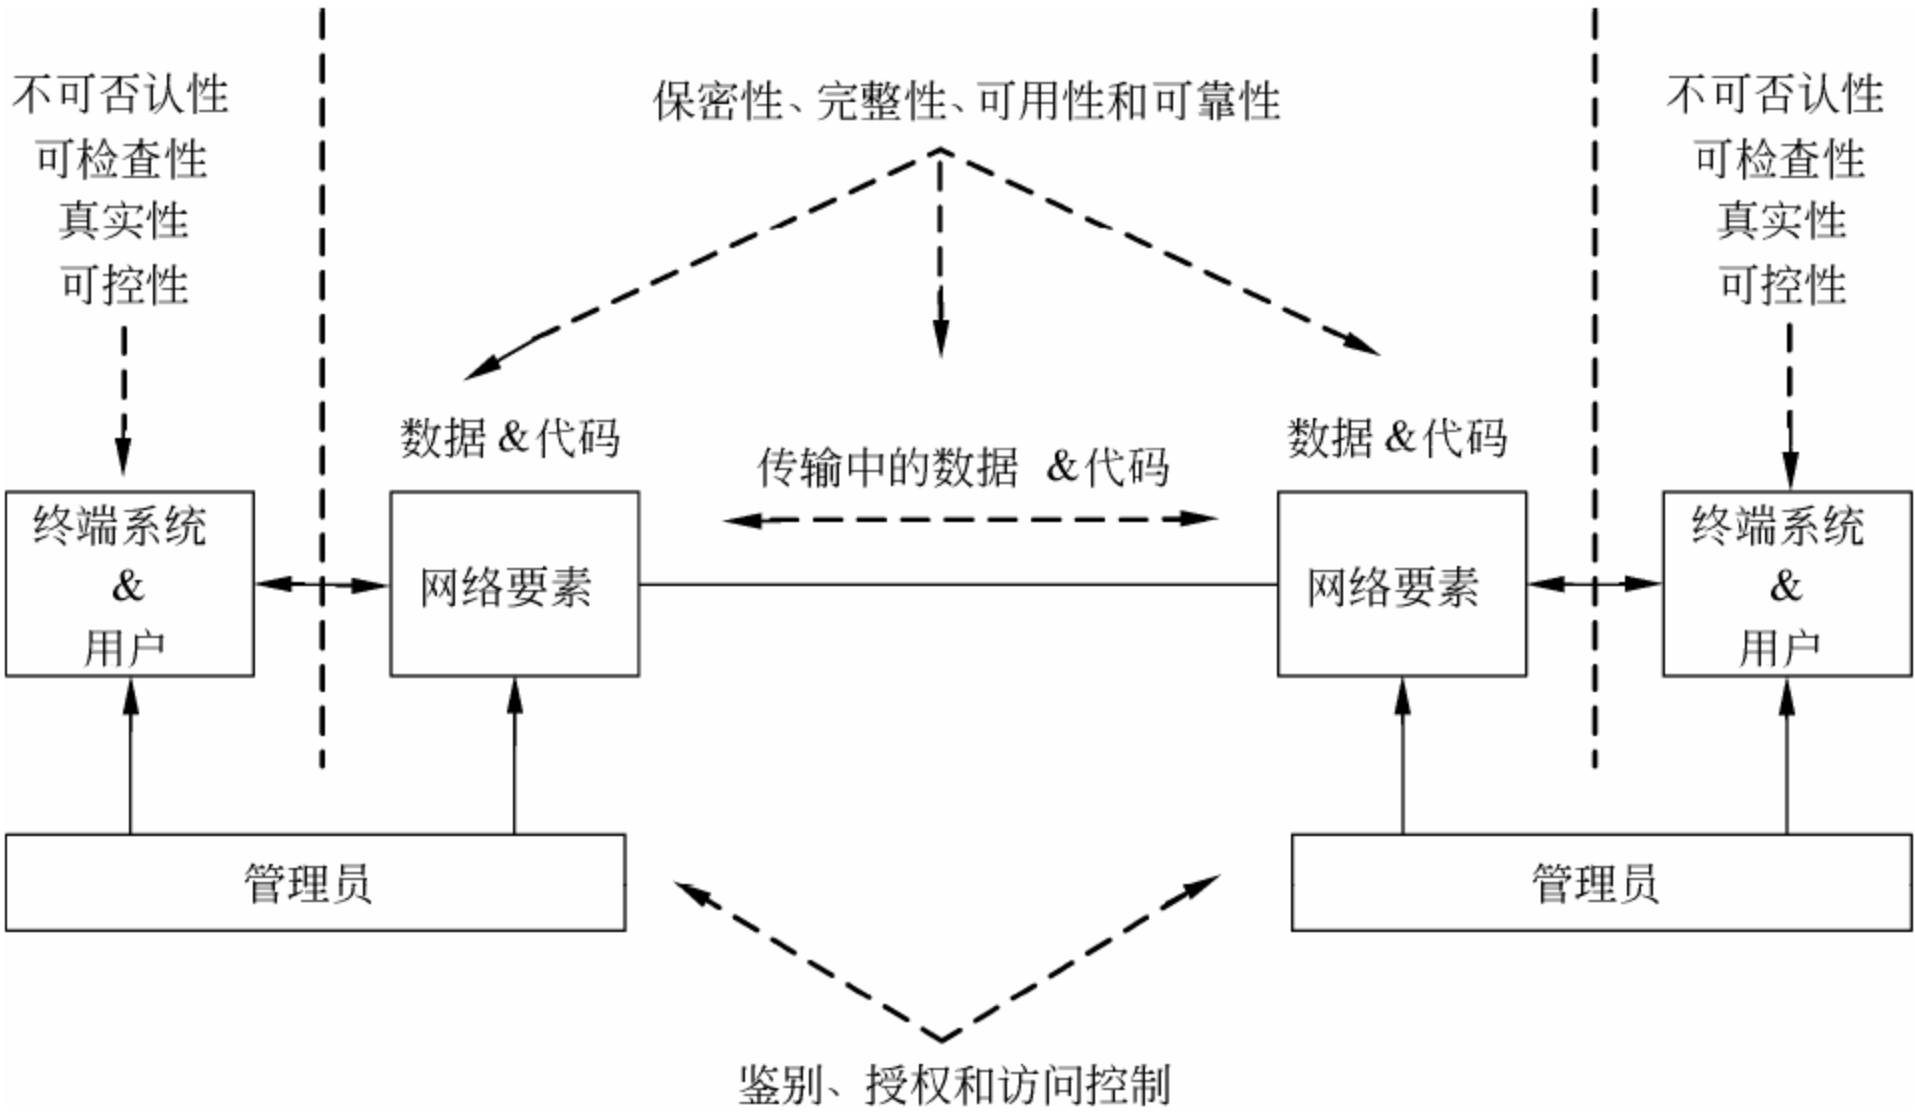 不可否认性
可检查性
真实性
可控性
保密性、完整性、可用性和可靠性
不可否认性
可检查性
真实性
可控性
数据&代码
传输中的数据 &代码
数据&代码
终端系统
&
用户
网络要素
网络要素
终端系统
&
用户
管理员
管理员
鉴别、授权和访问控制